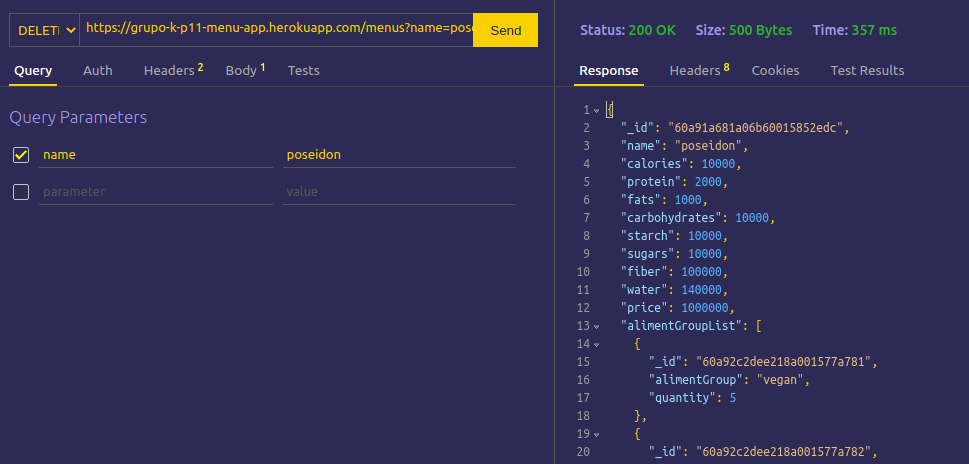 DELETE https://grupo-k-p11-menu-app.herokuapp.com/menus?name=pose Send
Query Auth Headers 2 Body 1 Tests
Query Parameters
name poseidon
parameter value
Status: 200 OK Size: 500 Bytes Time: 357 ms
Response Headers 8 Cookies Test Results
1 {
2 "_id": "60a91a681a06b60015852edc",
3 "name": "poseidon",
4 "calories": 10000,
5 "protein": 2000,
6 "fats": 1000,
7 "carbohydrates": 10000,
8 "starch": 10000,
9 "sugars": 10000,
10 "fiber": 100000,
11 "water": 140000,
12 "price": 1000000,
13 "alimentGroupList": [
14 {
15 "_id": "60a92c2dee218a001577a781",
16 "alimentGroup": "vegan",
17 "quantity": 5
18 },
19 {
20 "_id": "60a92c2dee218a001577a782",